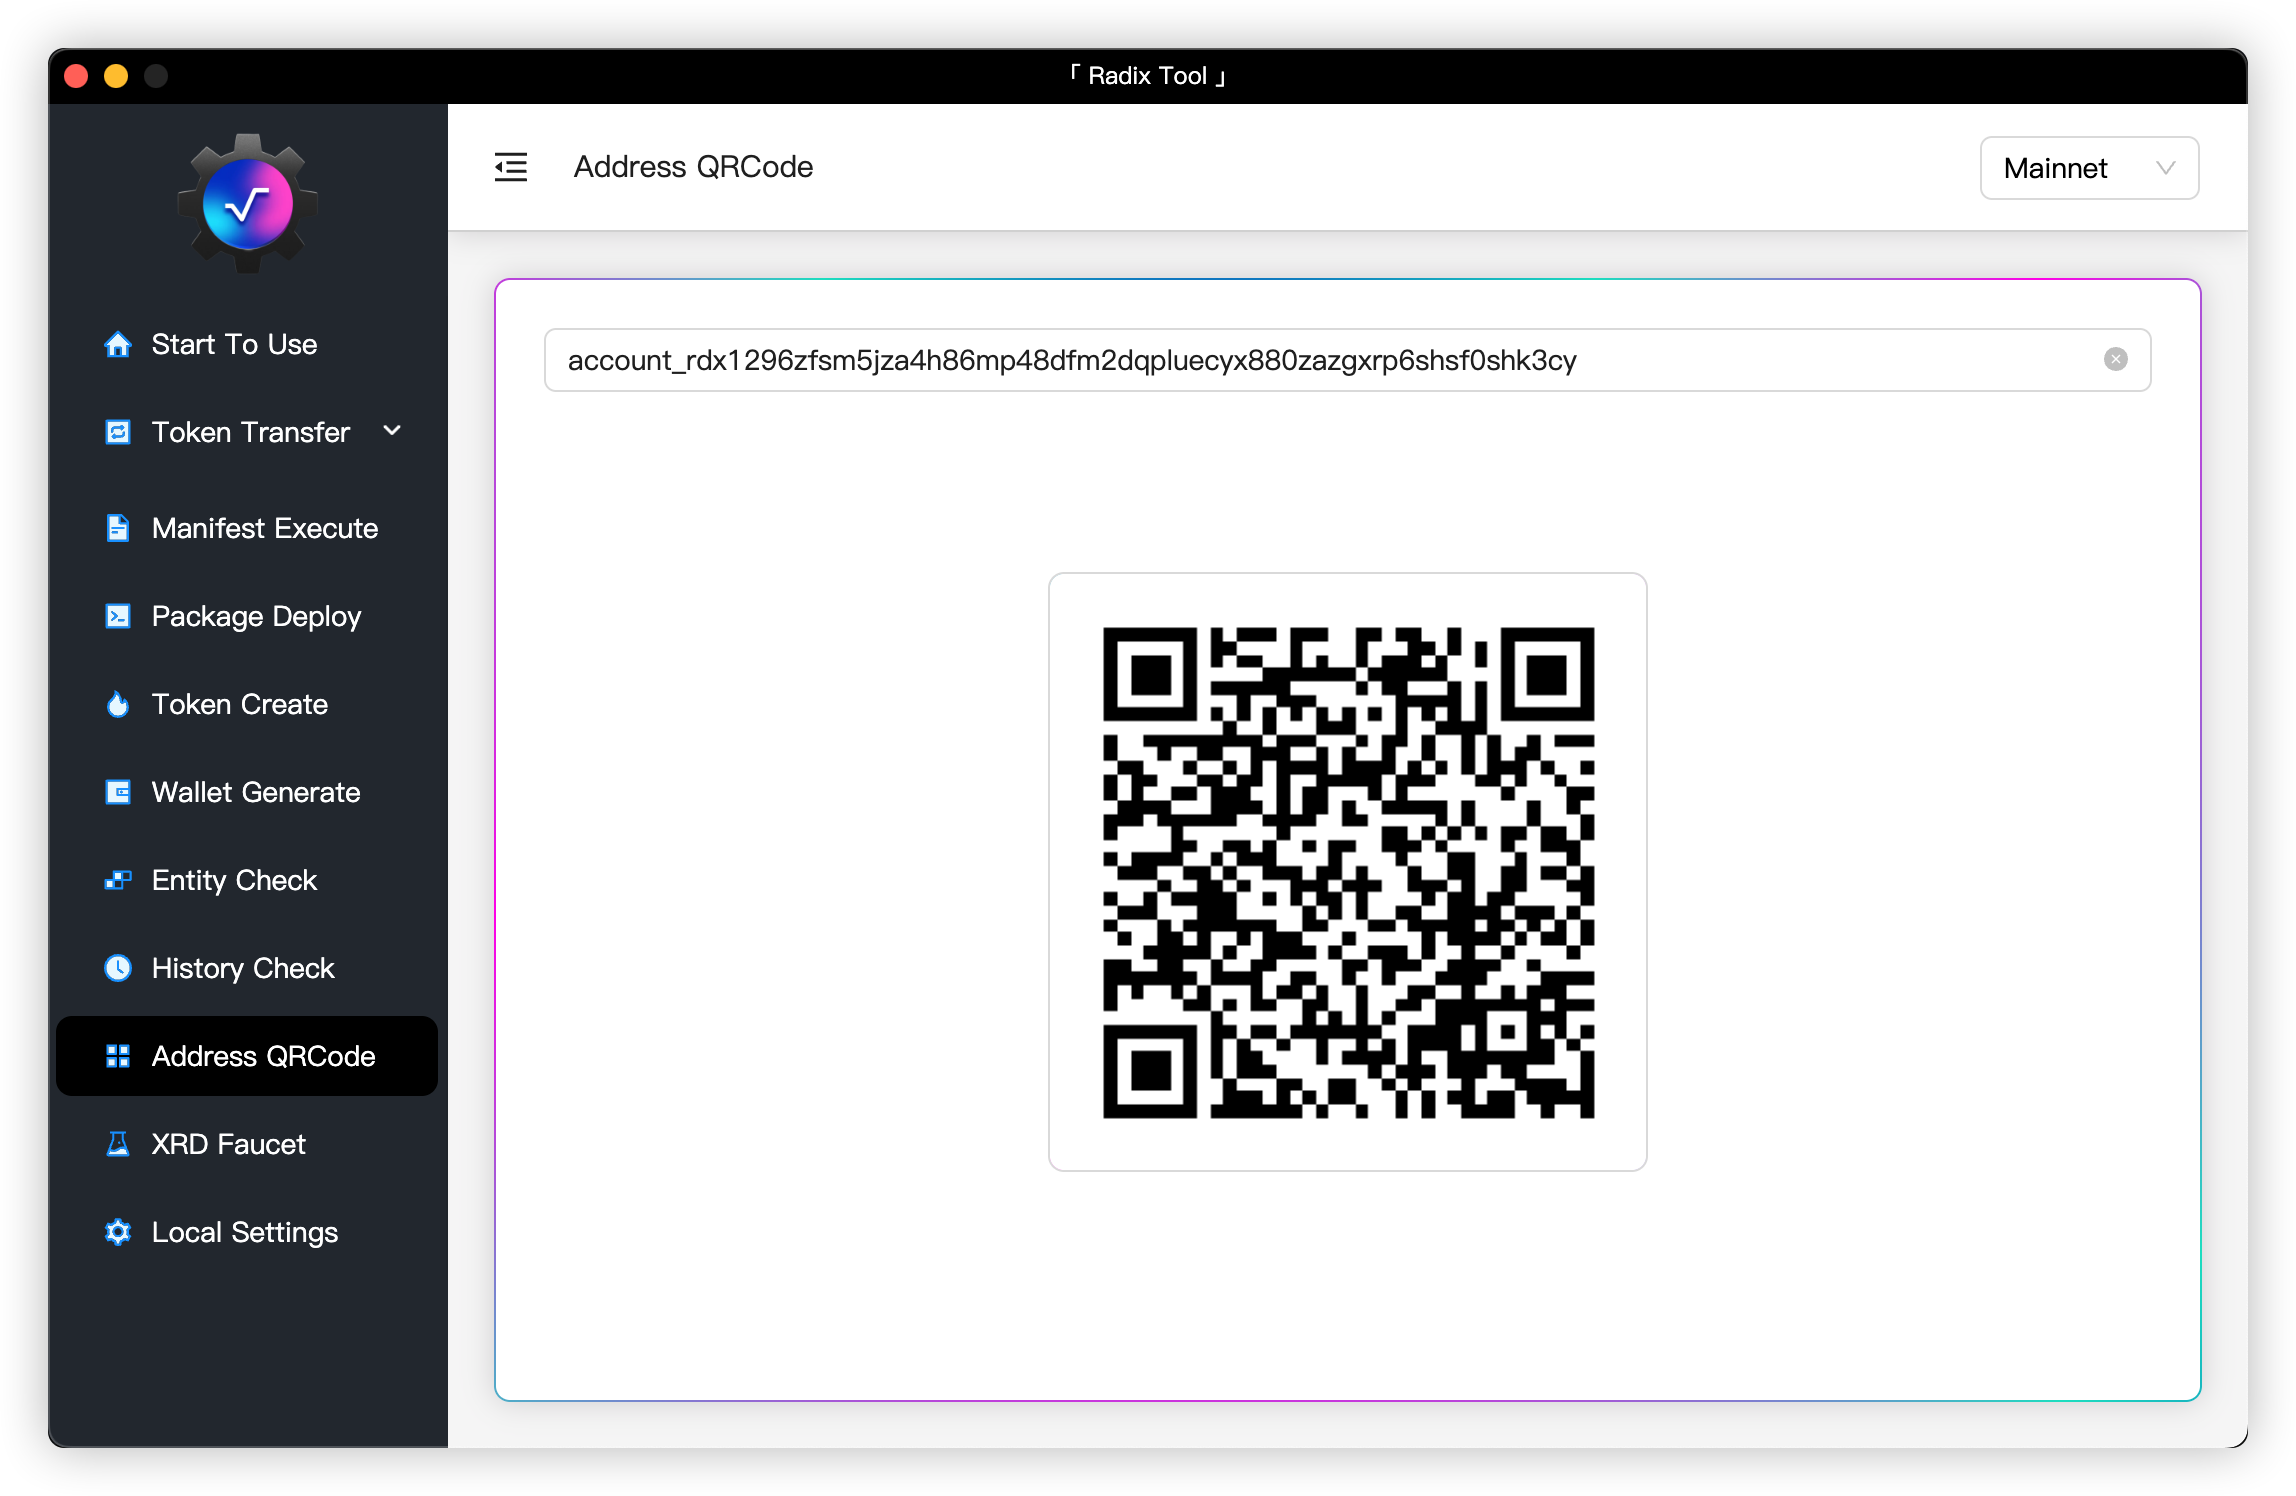 「 Radix Tool 」
Address QRCode
Mainnet
Start To Use
Token Transfer
Manifest Execute
Package Deploy
Token Create
Wallet Generate
Entity Check
History Check
Address QRCode
XRD Faucet
Local Settings
account_rdx1296zfsm5jza4h86mp48dfm2dqpluecyx880zazgxrp6shsf0shk3cy